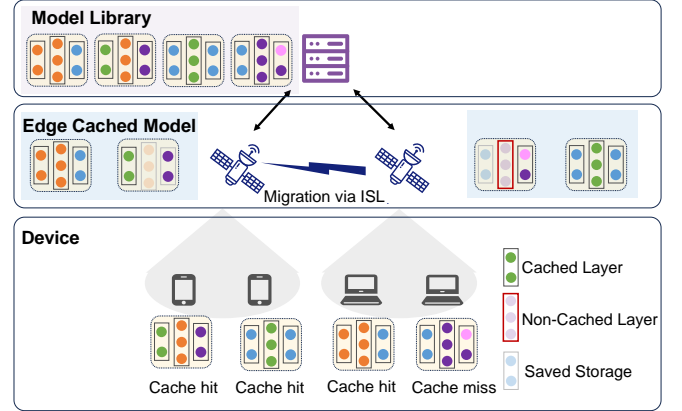 Model Library
Edge Cached Model
Migration via ISL
Device
Cached Layer
Non-Cached Layer
Saved Storage
Cache hit
Cache hit
Cache hit
Cache miss